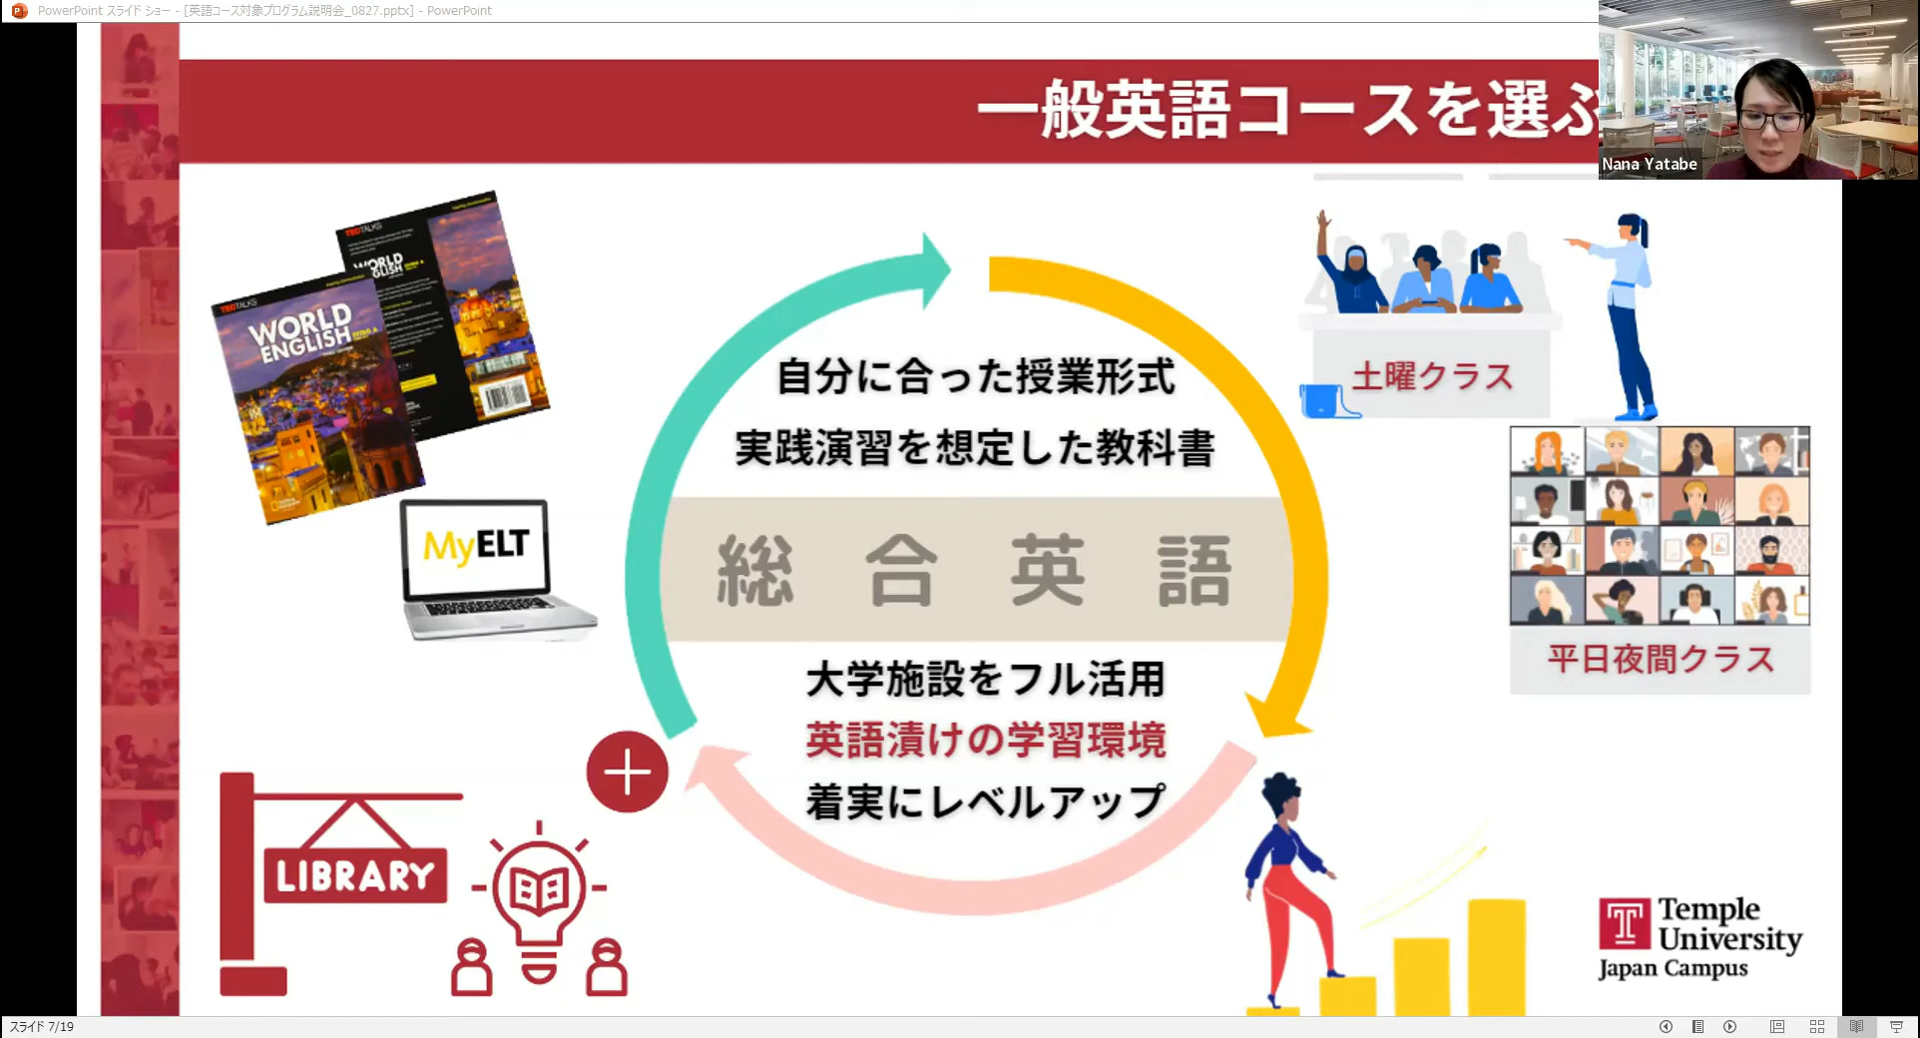 PowerPoint スライド ショー - [英語コース対象プログラム説明会_0827.pptx] - PowerPoint
一般英語コースを選ぶ
Nana Yatabe
TEDTALKS
WORLD
ENGLISH
TEDTALKS
WORLD
GLISH
MyELT
自分に合った授業形式
実践演習を想定した教科書
総合英語
大学施設をフル活用
英語漬けの学習環境
着実にレベルアップ
土曜クラス
平日夜間クラス
LIBRARY
Temple
University
Japan Campus
スライド 7/19